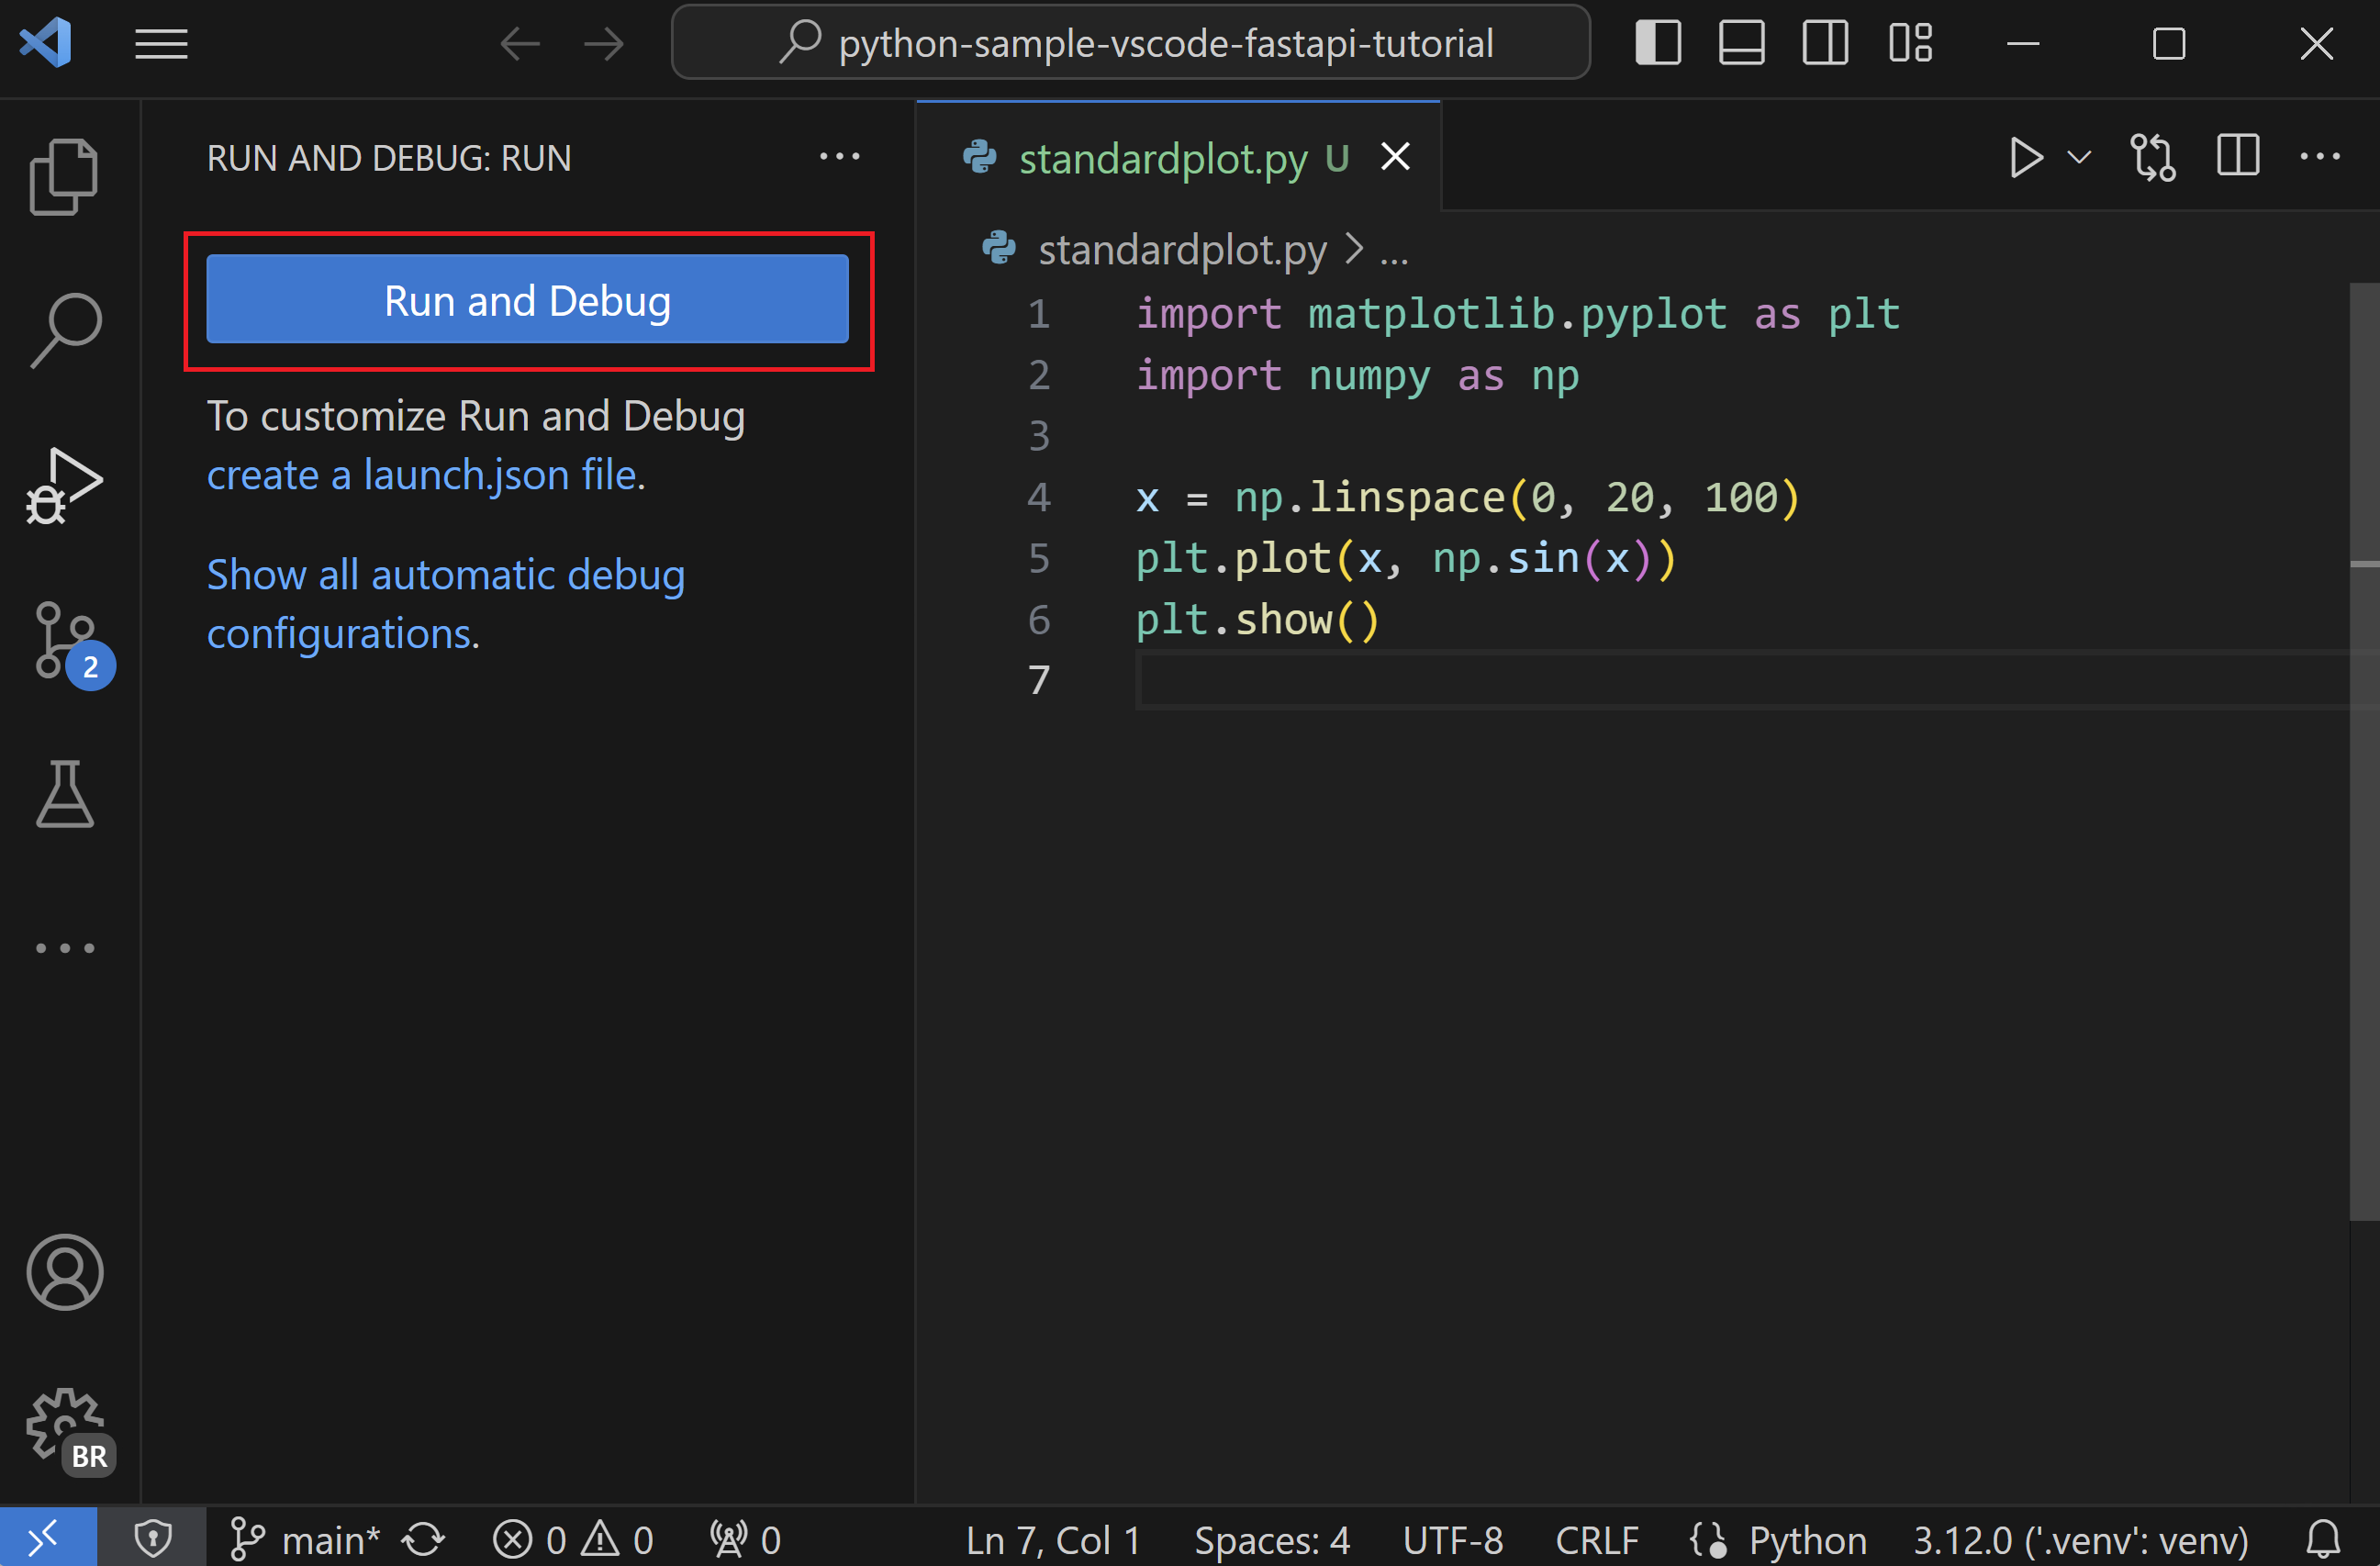 python-sample-vscode-fastapi-tutorial
RUN AND DEBUG: RUN
Run and Debug
To customize Run and Debug
create a launch.json file.
Show all automatic debug
configurations.
2
BR
standardplot.py U
standardplot.py > ...
1 import matplotlib.pyplot as plt
2 import numpy as np
3
4 x = np.linspace(0, 20, 100)
5 plt.plot(x, np.sin(x))
6 plt.show()
7
main* 0 0 0 Ln 7, Col 1 Spaces: 4 UTF-8 CRLF Python 3.12.0 ('.venv': venv)